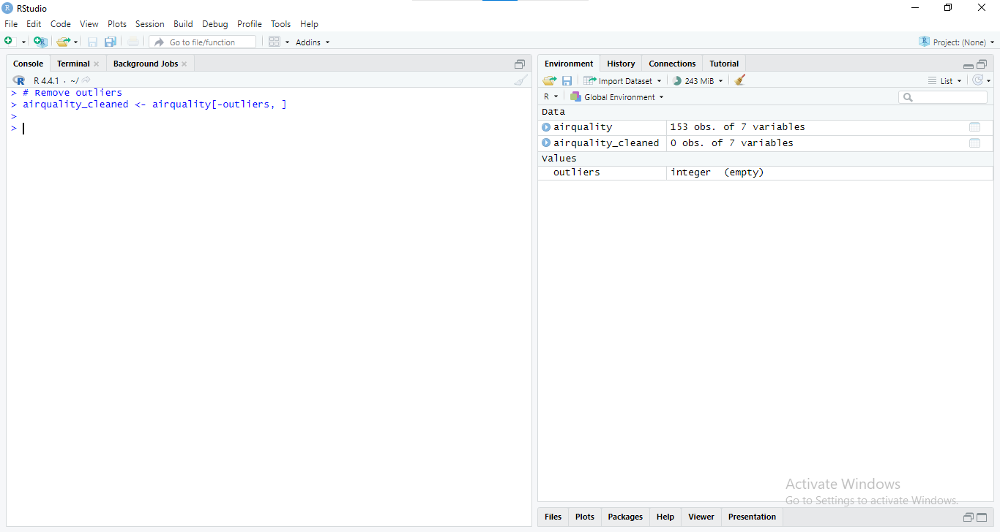 RStudio
File Edit Code View Plots Session Build Debug Profile Tools Help
Go to file/function Addins Project: (None)
Console Terminal Background Jobs
R 4.4.1 · ~/
> # Remove outliers
> airquality_cleaned <- airquality[-outliers, ]
>
>
Environment History Connections Tutorial
Import Dataset 243 MiB List
R Global Environment
Data
airquality 153 obs. of 7 variables
airquality_cleaned 0 obs. of 7 variables
values
outliers integer (empty)
Activate Windows
Go to Settings to activate Windows.
Files Plots Packages Help Viewer Presentation